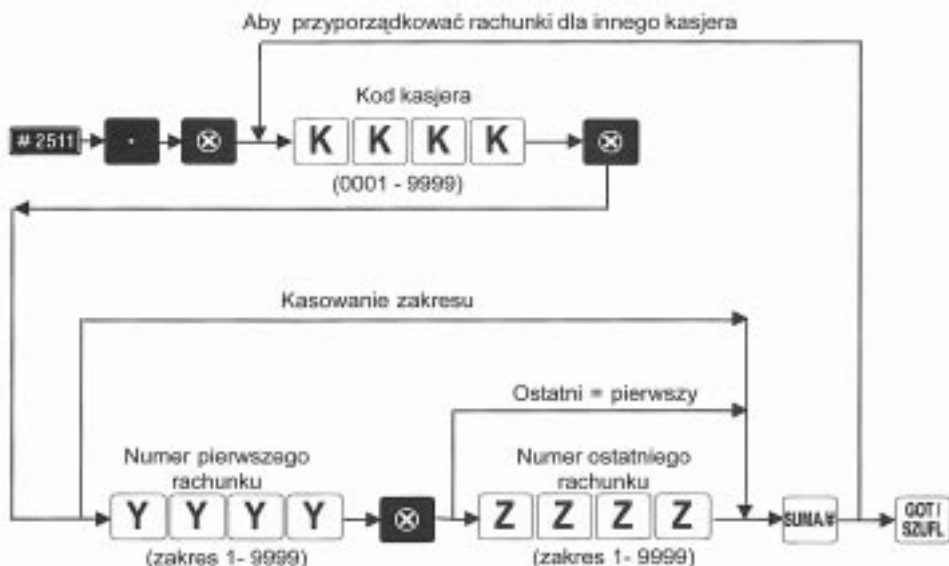 Aby przyporządkować rachunki dla innego kasjera
Kod kasjera
# 2511 · ⊗ K K K K ⊗
(0001 - 9999)
Kasowanie zakresu
Ostatni = pierwszy
Numer pierwszego
rachunku
Numer ostatniego
rachunku
Y Y Y Y ⊗ Z Z Z Z SUMA/# GOT /
SZUFL
(zakres 1- 9999)
(zakres 1- 9999)